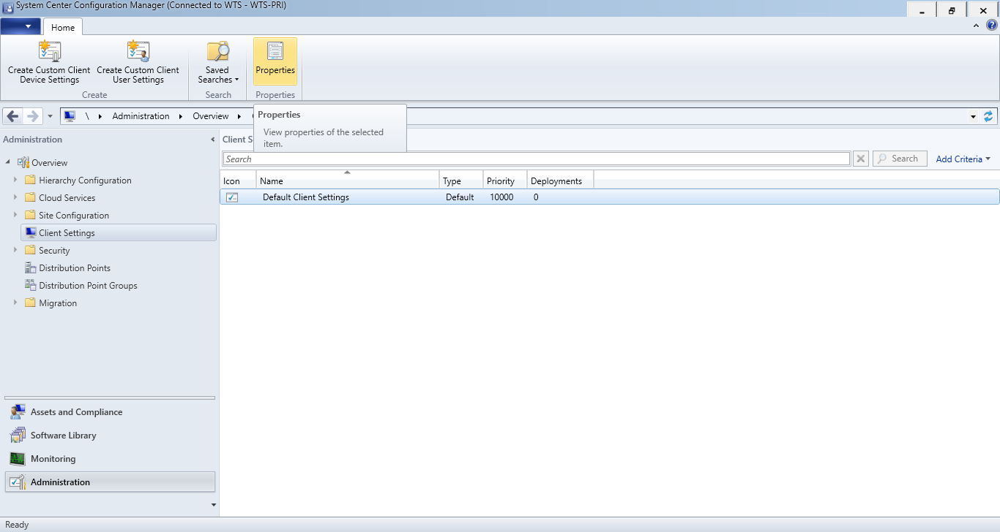 System Center Configuration Manager (Connected to WTS - WTS-PRI)
Home
Create Custom Client
Device Settings
Create Custom Client
User Settings
Create
Saved
Searches
Search
Properties
Properties
\ Administration Overview
Properties
View properties of the selected
item.
Administration
Overview
Hierarchy Configuration
Cloud Services
Site Configuration
Client Settings
Security
Distribution Points
Distribution Point Groups
Migration
Assets and Compliance
Software Library
Monitoring
Administration
Client S
Search
Search
Add Criteria
Icon Name Type Priority Deployments
Default Client Settings Default 10000 0
Ready